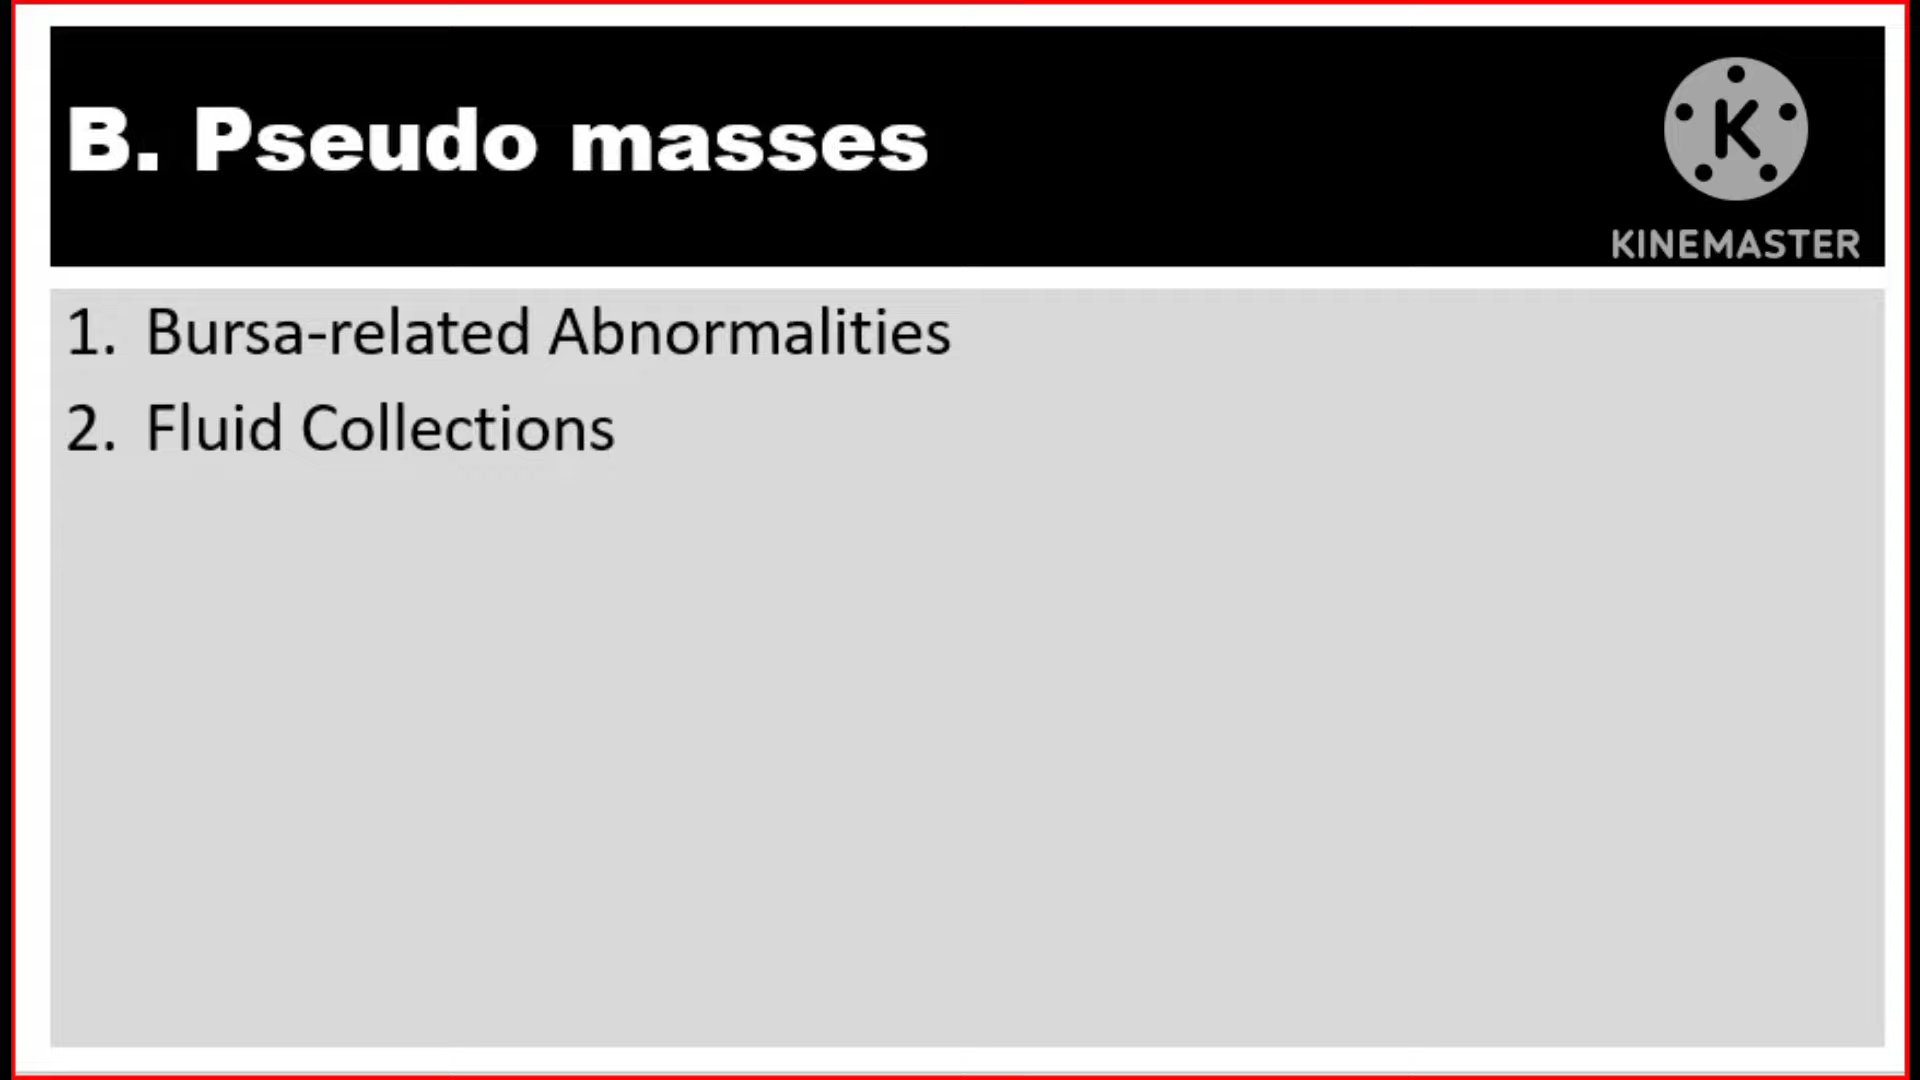 B. Pseudo masses
K
KINEMASTER
1. Bursa-related Abnormalities
2. Fluid Collections